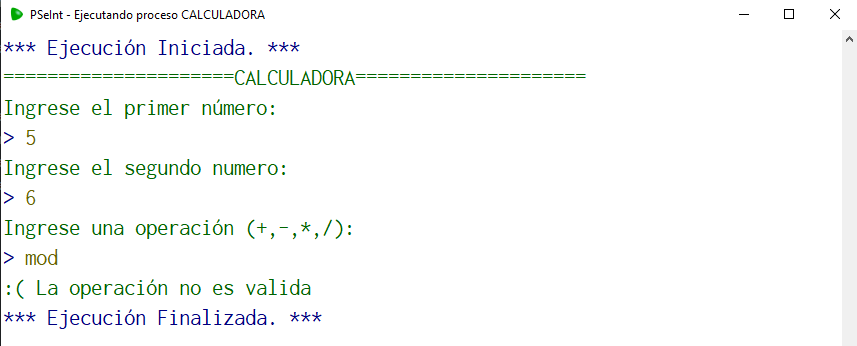 PSeInt - Ejecutando proceso CALCULADORA
*** Ejecución Iniciada. ***
=====================CALCULADORA=====================
Ingrese el primer número:
> 5
Ingrese el segundo numero:
> 6
Ingrese una operación (+,-,*,/):
> mod
:( La operación no es valida
*** Ejecución Finalizada. ***